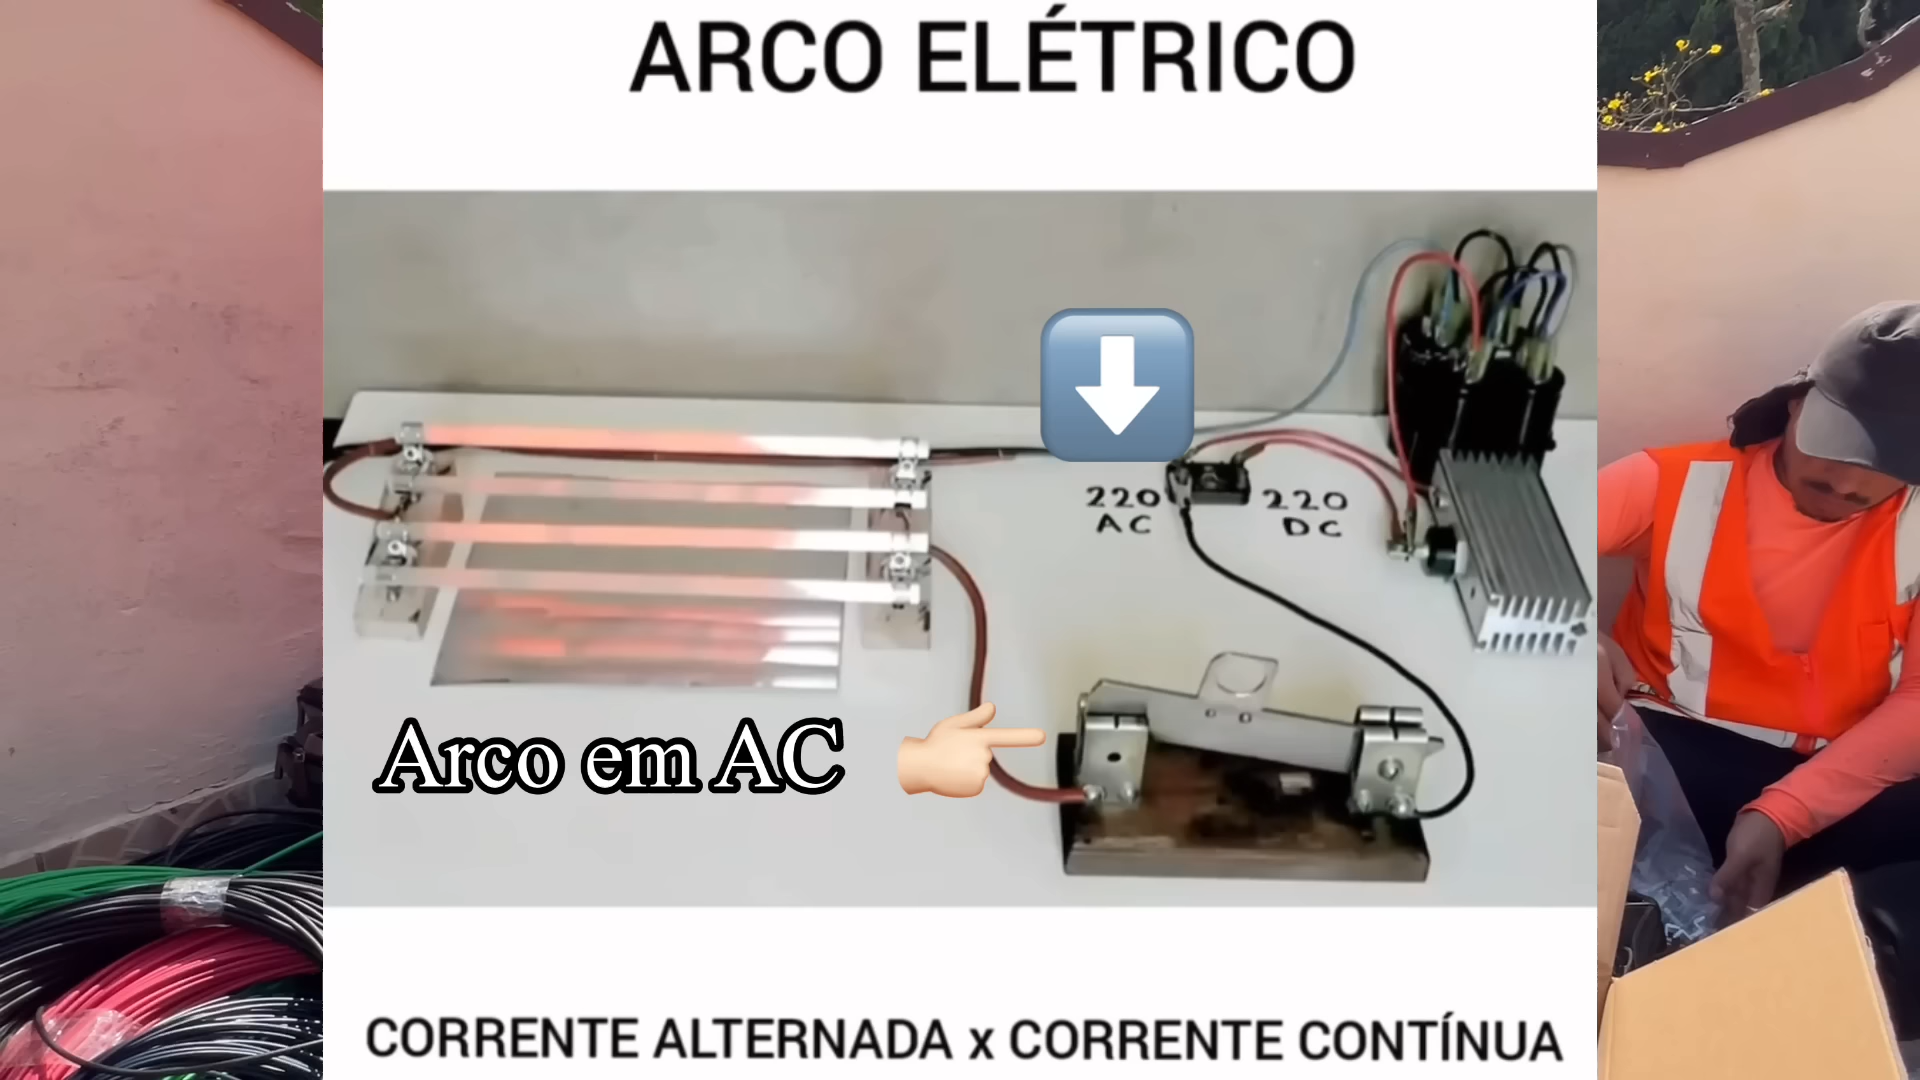 ARCO ELÉTRICO
220 AC
220 DC
Arco em AC
CORRENTE ALTERNADA x CORRENTE CONTÍNUA